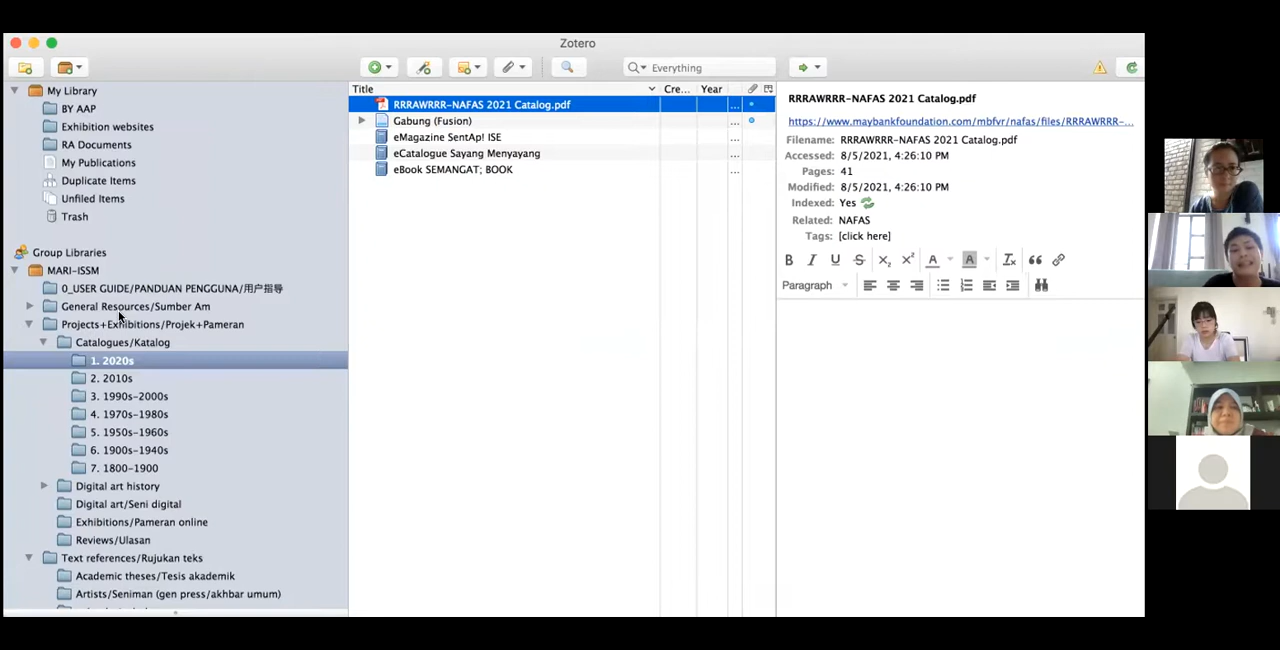 Zotero
Everything
My Library
BY AAP
Exhibition websites
RA Documents
My Publications
Duplicate Items
Unfiled Items
Trash
Group Libraries
MARI-ISSM
0_USER GUIDE/PANDUAN PENGGUNA/用户指导
General Resources/Sumber Am
Projects+Exhibitions/Projek+Pameran
Catalogues/Katalog
1. 2020s
2. 2010s
3. 1990s-2000s
4. 1970s-1980s
5. 1950s-1960s
6. 1900s-1940s
7. 1800-1900
Digital art history
Digital art/Seni digital
Exhibitions/Pameran online
Reviews/Ulasan
Text references/Rujukan teks
Academic theses/Tesis akademik
Artists/Seniman (gen press/akhbar umum)
Title Cre... Year
RRRAWRRR-NAFAS 2021 Catalog.pdf ...
Gabung (Fusion) ...
eMagazine SentAp! ISE ...
eCatalogue Sayang Menyayang ...
eBook SEMANGAT; BOOK ...
RRRAWRRR-NAFAS 2021 Catalog.pdf
https://www.maybankfoundation.com/mbfvr/nafas/files/RRRAWRRR-...
Filename: RRRAWRRR-NAFAS 2021 Catalog.pdf
Accessed: 8/5/2021, 4:26:10 PM
Pages: 41
Modified: 8/5/2021, 4:26:10 PM
Indexed: Yes
Related: NAFAS
Tags: [click here]
B I U S X₂ X² A A Tx
Paragraph